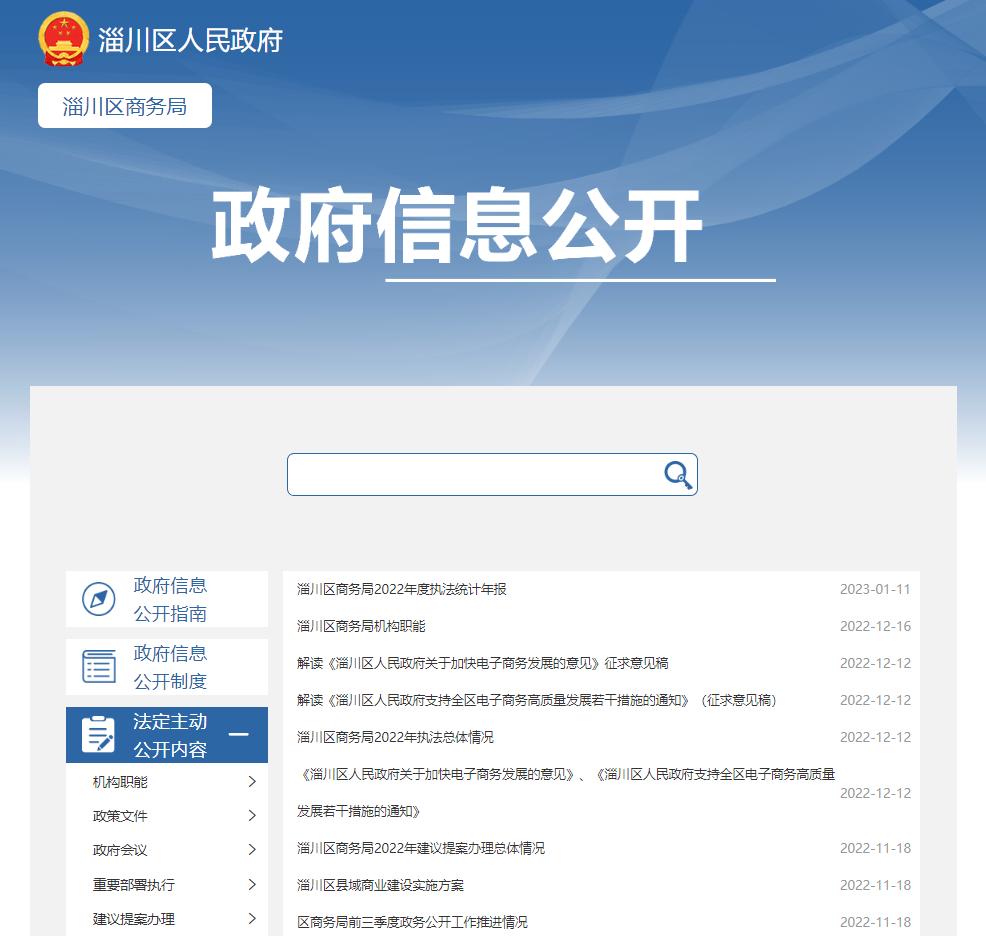 淄川区人民政府
淄川区商务局
政府信息公开
政府信息
公开指南
政府信息
公开制度
法定主动
公开内容
机构职能
政策文件
政府会议
重要部署执行
建议提案办理
淄川区商务局2022年度执法统计年报 2023-01-11
淄川区商务局机构职能 2022-12-16
解读《淄川区人民政府关于加快电子商务发展的意见》征求意见稿 2022-12-12
解读《淄川区人民政府支持全区电子商务高质量发展若干措施的通知》（征求意见稿） 2022-12-12
淄川区商务局2022年执法总体情况 2022-12-12
《淄川区人民政府关于加快电子商务发展的意见》、《淄川区人民政府支持全区电子商务高质量
发展若干措施的通知》 2022-12-12
淄川区商务局2022年建议提案办理总体情况 2022-11-18
淄川区县域商业建设实施方案 2022-11-18
区商务局前三季度政务公开工作推进情况 2022-11-18